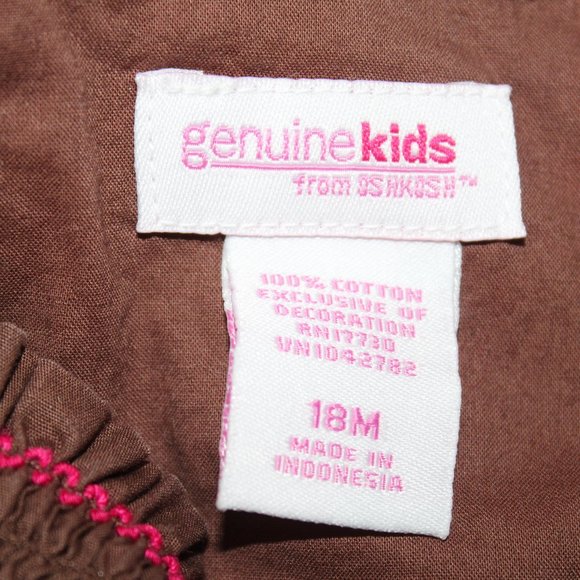 genuinekids
from OSHKOSH™
100% COTTON
EXCLUSIVE OF
DECORATION
RN17730
VN1042782
18M
MADE IN
INDONESIA